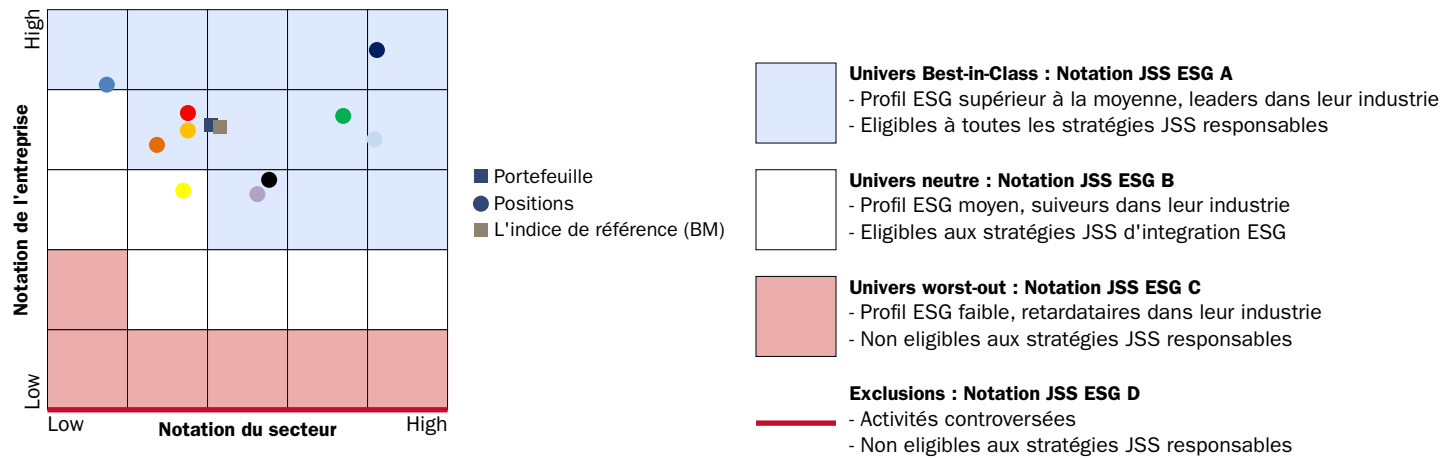 High
Notation de l'entreprise
Low
Low
Notation du secteur
High
Portefeuille
Positions
L'indice de référence (BM)
Univers Best-in-Class : Notation JSS ESG A
- Profil ESG supérieur à la moyenne, leaders dans leur industrie
- Eligibles à toutes les stratégies JSS responsables
Univers neutre : Notation JSS ESG B
- Profil ESG moyen, suiveurs dans leur industrie
- Eligibles aux stratégies JSS d'integration ESG
Univers worst-out : Notation JSS ESG C
- Profil ESG faible, retardataires dans leur industrie
- Non eligibles aux stratégies JSS responsables
Exclusions : Notation JSS ESG D
- Activités controversées
- Non eligibles aux stratégies JSS responsables